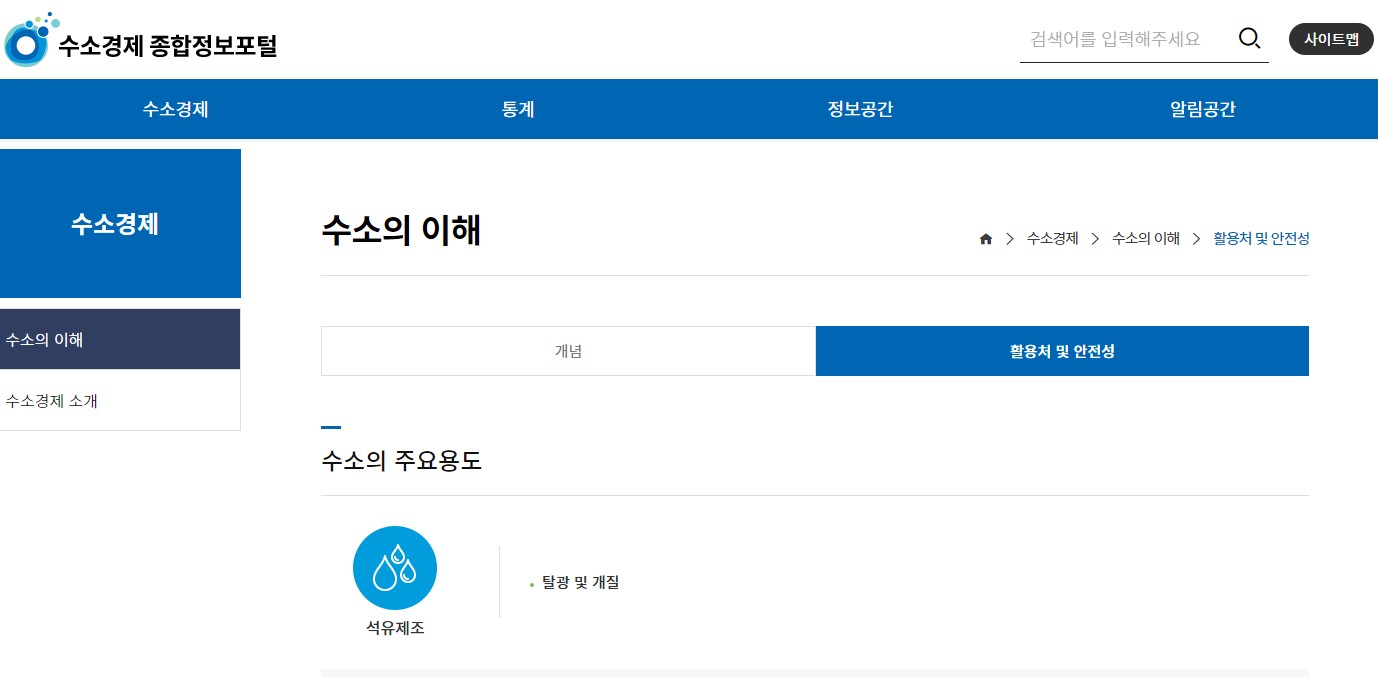 수소경제 종합정보포털
검색어를 입력해주세요
사이트맵
수소경제 통계 정보공간 알림공간
수소경제
수소의 이해
수소경제 소개
수소의 이해
수소경제 수소의 이해 활용처 및 안전성
개념 활용처 및 안전성
수소의 주요용도
석유제조
탈광 및 개질